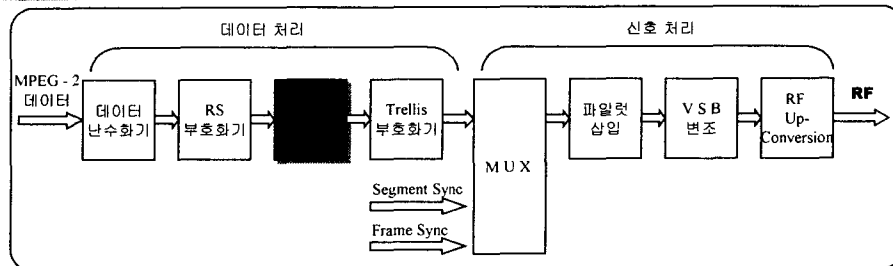 데이터 처리
신호 처리
MPEG - 2
데이터
데이터
난수화기
RS
부호화기
Trellis
부호화기
M U X
파일럿
삽입
V S B
변조
RF
Up-
Conversion
RF
Segment Sync
Frame Sync